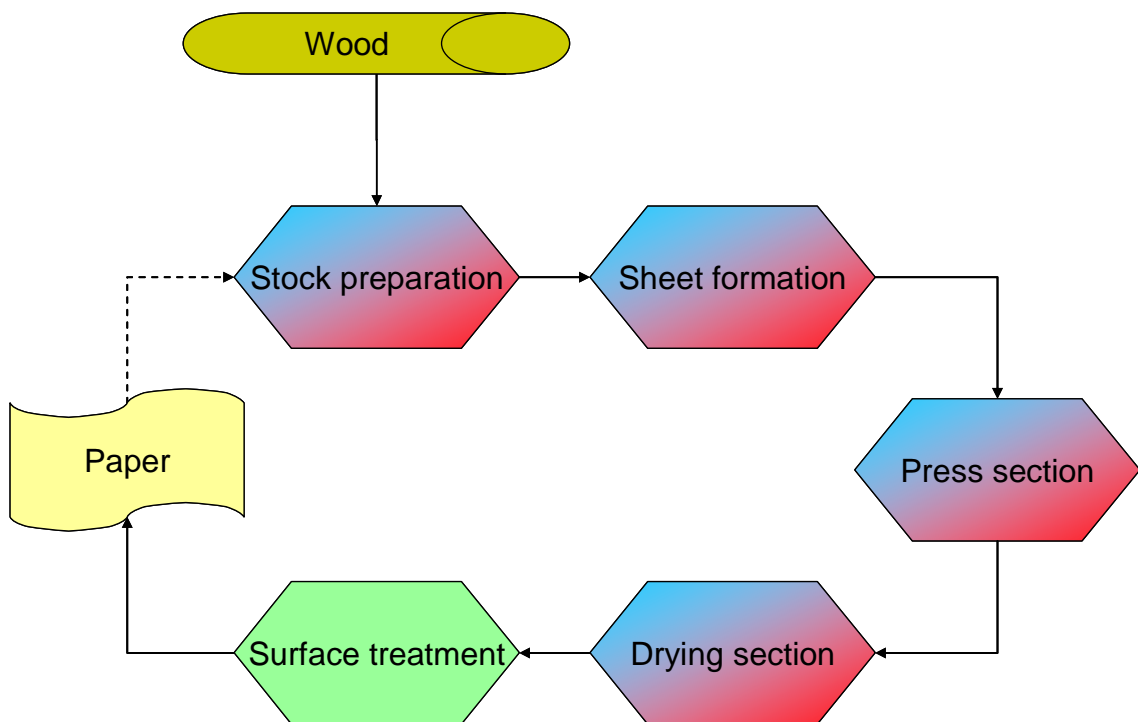 Wood
Stock preparation
Sheet formation
Press section
Paper
Surface treatment
Drying section